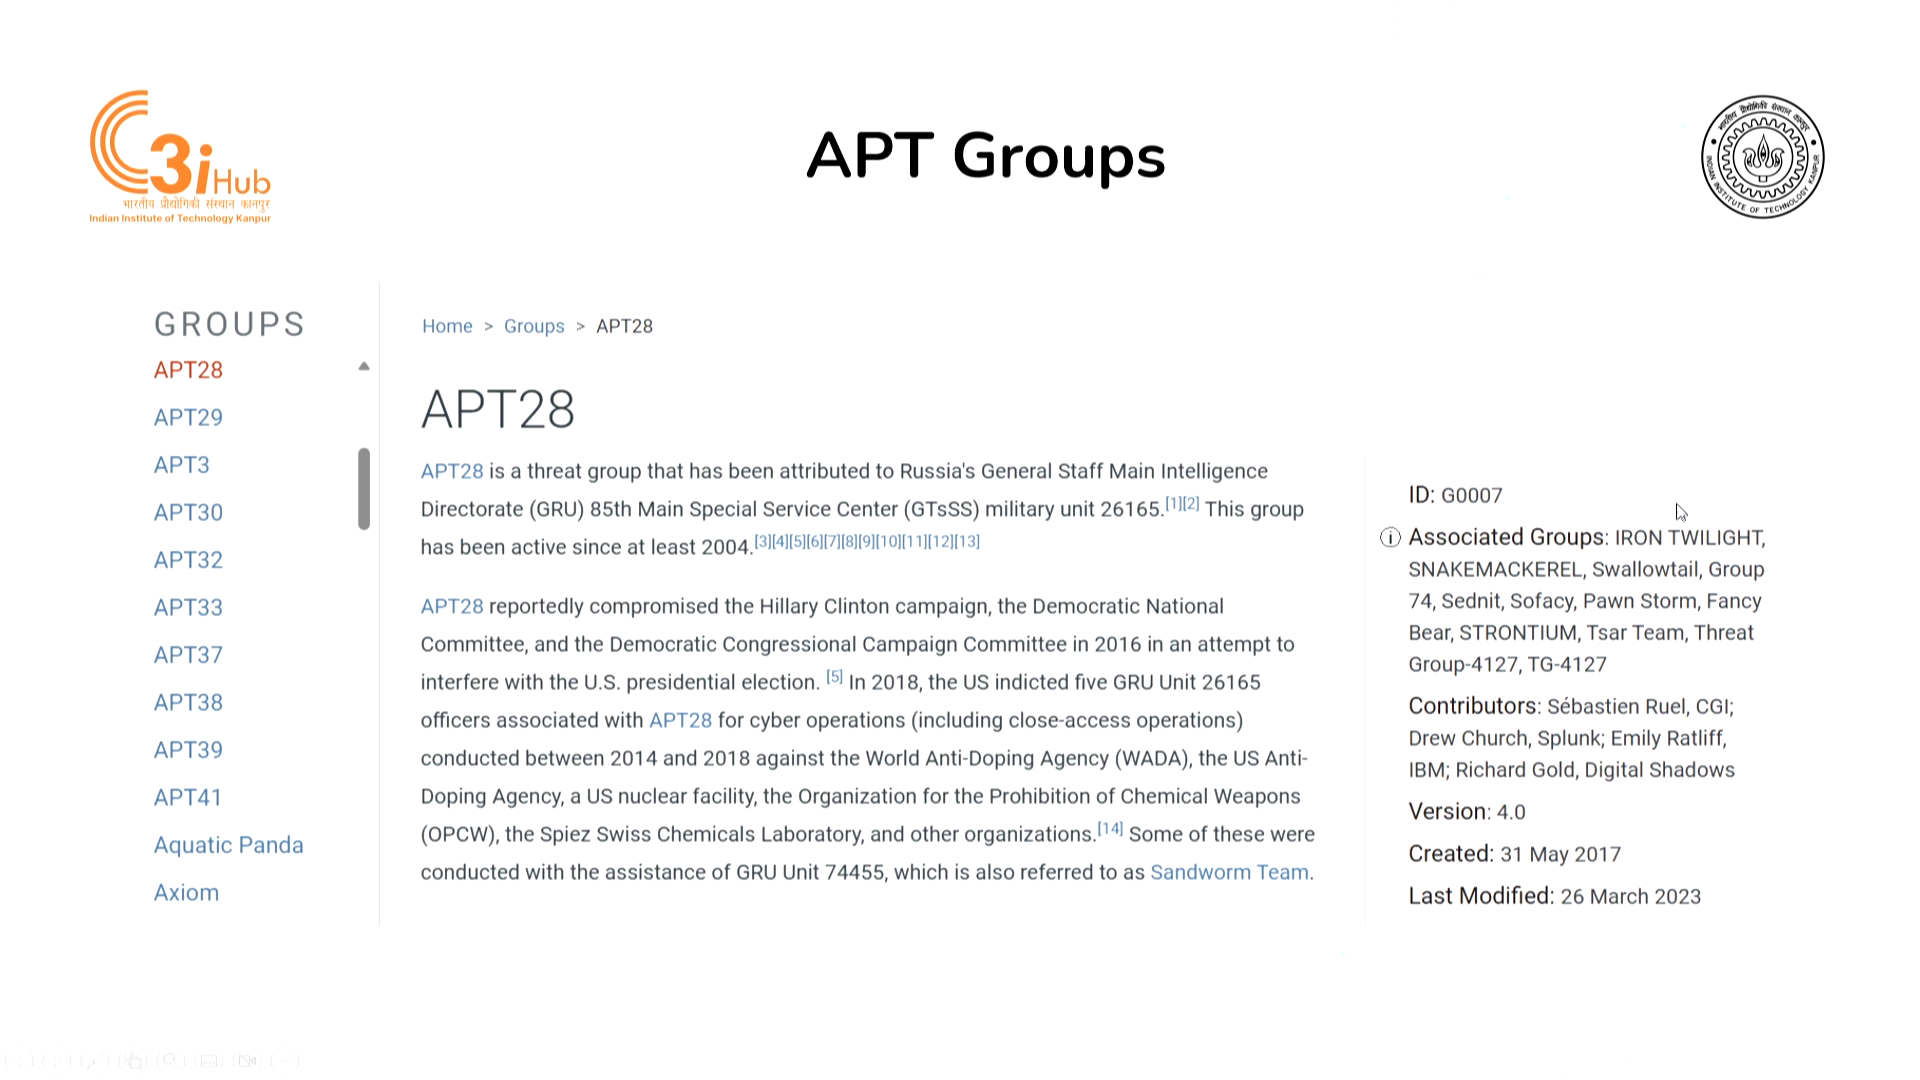 C3iHub
भारतीय प्रौद्योगिकी संस्थान कानपुर
Indian Institute of Technology Kanpur
APT Groups
भारतीय प्रौद्योगिकी संस्थान कानपुर
INDIAN INSTITUTE OF TECHNOLOGY KANPUR
GROUPS
APT28
APT29
APT3
APT30
APT32
APT33
APT37
APT38
APT39
APT41
Aquatic Panda
Axiom
Home > Groups > APT28
APT28
APT28 is a threat group that has been attributed to Russia's General Staff Main Intelligence
Directorate (GRU) 85th Main Special Service Center (GTsSS) military unit 26165.[1][2] This group
has been active since at least 2004.[3][4][5][6][7][8][9][10][11][12][13]
APT28 reportedly compromised the Hillary Clinton campaign, the Democratic National
Committee, and the Democratic Congressional Campaign Committee in 2016 in an attempt to
interfere with the U.S. presidential election. [5] In 2018, the US indicted five GRU Unit 26165
officers associated with APT28 for cyber operations (including close-access operations)
conducted between 2014 and 2018 against the World Anti-Doping Agency (WADA), the US Anti-
Doping Agency, a US nuclear facility, the Organization for the Prohibition of Chemical Weapons
(OPCW), the Spiez Swiss Chemicals Laboratory, and other organizations.[14] Some of these were
conducted with the assistance of GRU Unit 74455, which is also referred to as Sandworm Team.
ID: G0007
Associated Groups: IRON TWILIGHT,
SNAKEMACKEREL, Swallowtail, Group
74, Sednit, Sofacy, Pawn Storm, Fancy
Bear, STRONTIUM, Tsar Team, Threat
Group-4127, TG-4127
Contributors: Sébastien Ruel, CGI;
Drew Church, Splunk; Emily Ratliff,
IBM; Richard Gold, Digital Shadows
Version: 4.0
Created: 31 May 2017
Last Modified: 26 March 2023